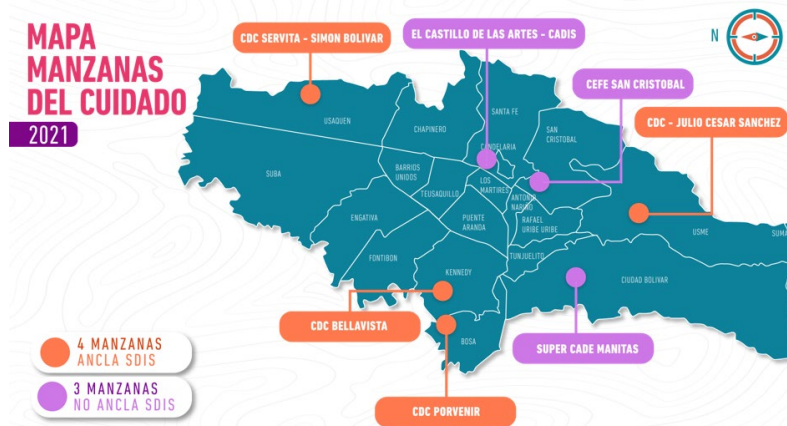 MAPA
MANZANAS
DEL CUIDADO
2021
CDC SERVITA - SIMON BOLIVAR
EL CASTILLO DE LAS ARTES - CADIS
N
CEFE SAN CRISTOBAL
CDC - JULIO CESAR SANCHEZ
USAQUEN
CHAPINERO
SANTA FE
SAN
CRISTOBAL
CANDELARIA
SUBA
BARRIOS
UNIDOS
TEUSAQUILLO
LOS
MARTIRES
ANTONIO
NARIÑO
ENGATIVA
PUENTE
ARANDA
RAFAEL
URIBE URIBE
USME
SUMA
FONTIBON
TUNJUELITO
KENNEDY
CIUDAD BOLIVAR
CDC BELLAVISTA
BOSA
SUPER CADE MANITAS
CDC PORVENIR
4 MANZANAS
ANCLA SDIS
3 MANZANAS
NO ANCLA SDIS